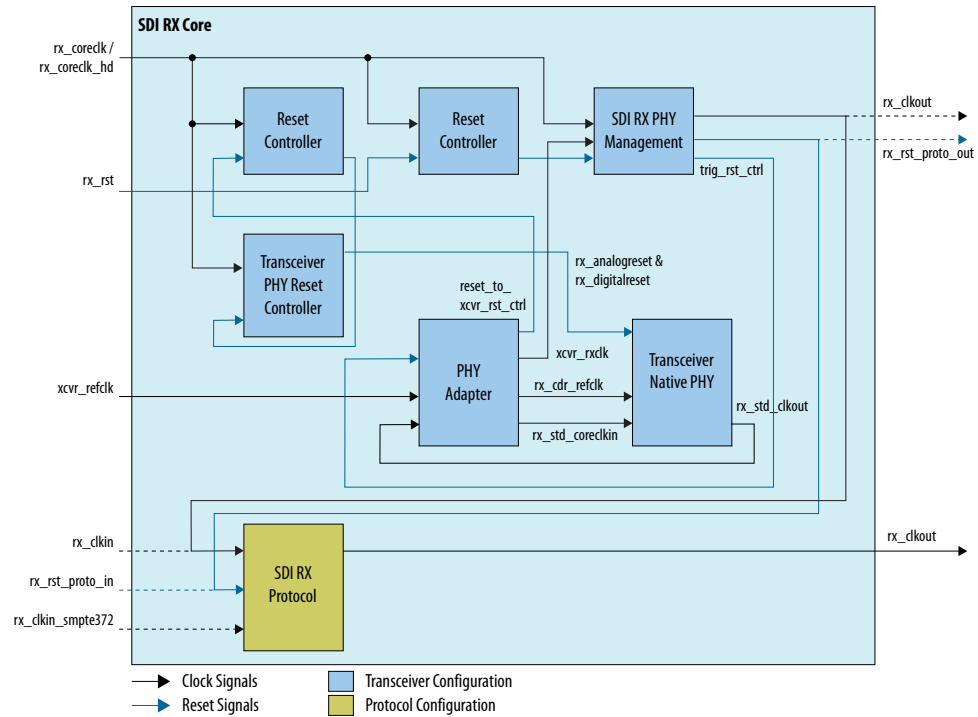 SDI RX Core
rx_coreclk /
rx_coreclk_hd
Reset
Controller
Reset
Controller
SDI RX PHY
Management
rx_clkout
rx_rst_proto_out
trig_rst_ctrl
rx_rst
Transceiver
PHY Reset
Controller
rx_analogreset &
rx_digitalreset
reset_to_
xcvr_rst_ctrl
PHY
Adapter
xcvr_rxclk
Transceiver
Native PHY
xcvr_refclk
rx_cdr_refclk
rx_std_clkout
rx_std_coreclkin
rx_clkin
rx_clkout
SDI RX
Protocol
rx_rst_proto_in
rx_clkin_smpte372
Clock Signals
Transceiver Configuration
Reset Signals
Protocol Configuration